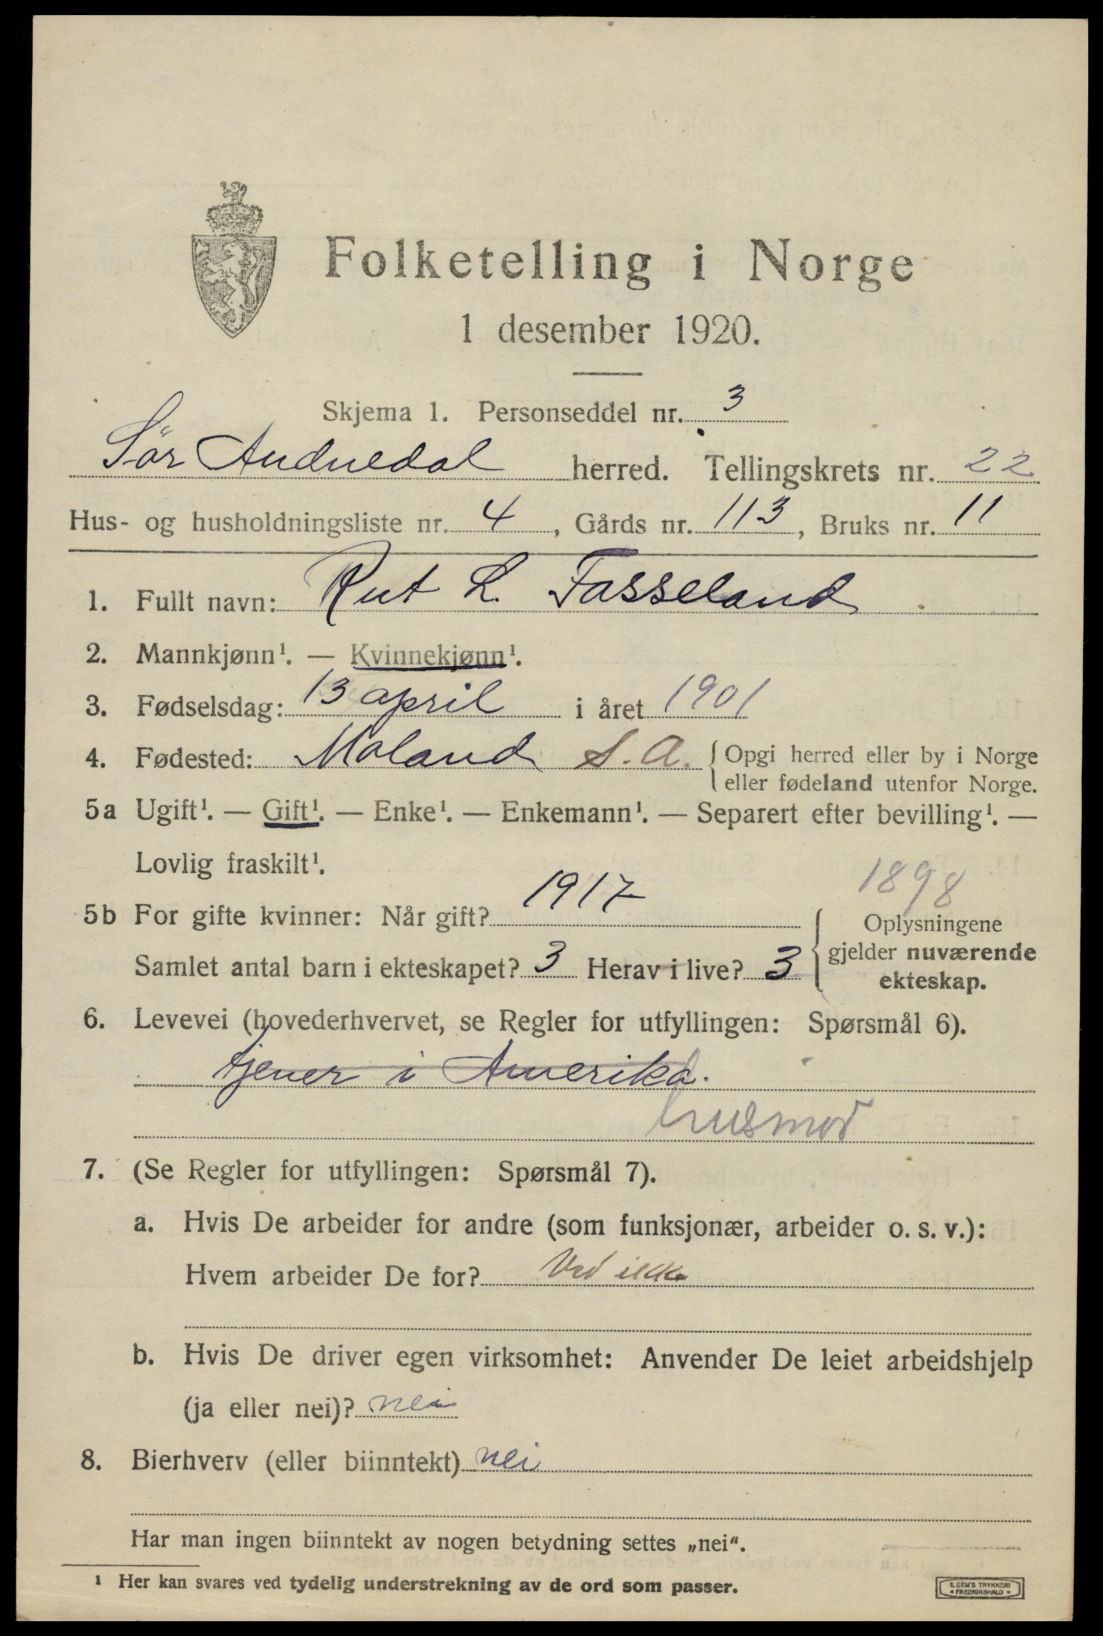 Folketelling i Norge
1 desember 1920.
Skjema 1. Personseddel nr. 3
Sør Audnedal herred. Tellingskrets nr. 22
Hus- og husholdningsliste nr. 4, Gårds nr. 113, Bruks nr. 11
1. Fullt navn: Rut L. Fasseland
2. Mannkjønn¹. — Kvinnekjønn¹.
3. Fødselsdag: 13 april i året 1901
4. Fødested: Moland S. A. Opgi herred eller by i Norge
eller fødeland utenfor Norge.
5a Ugift¹. — Gift¹. — Enke¹. — Enkemann¹. — Separert efter bevilling¹. —
Lovlig fraskilt¹.
1898
5b For gifte kvinner: Når gift? 1917 Oplysningene
gjelder nuværende
ekteskap.
Samlet antal barn i ekteskapet? 3 Herav i live? 3
6. Levevei (hovederhvervet, se Regler for utfyllingen: Spørsmål 6).
tjener i Amerika.
husmor
7. (Se Regler for utfyllingen: Spørsmål 7).
a. Hvis De arbeider for andre (som funksjonær, arbeider o. s. v.):
Hvem arbeider De for? Ved ikke
b. Hvis De driver egen virksomhet: Anvender De leiet arbeidshjelp
(ja eller nei)? nei
8. Bierhverv (eller biinntekt) nei
Har man ingen biinntekt av nogen betydning settes „nei“.
¹ Her kan svares ved tydelig understrekning av de ord som passer.
E. SEM'S TRYKKERI
FREDRIKSHALD